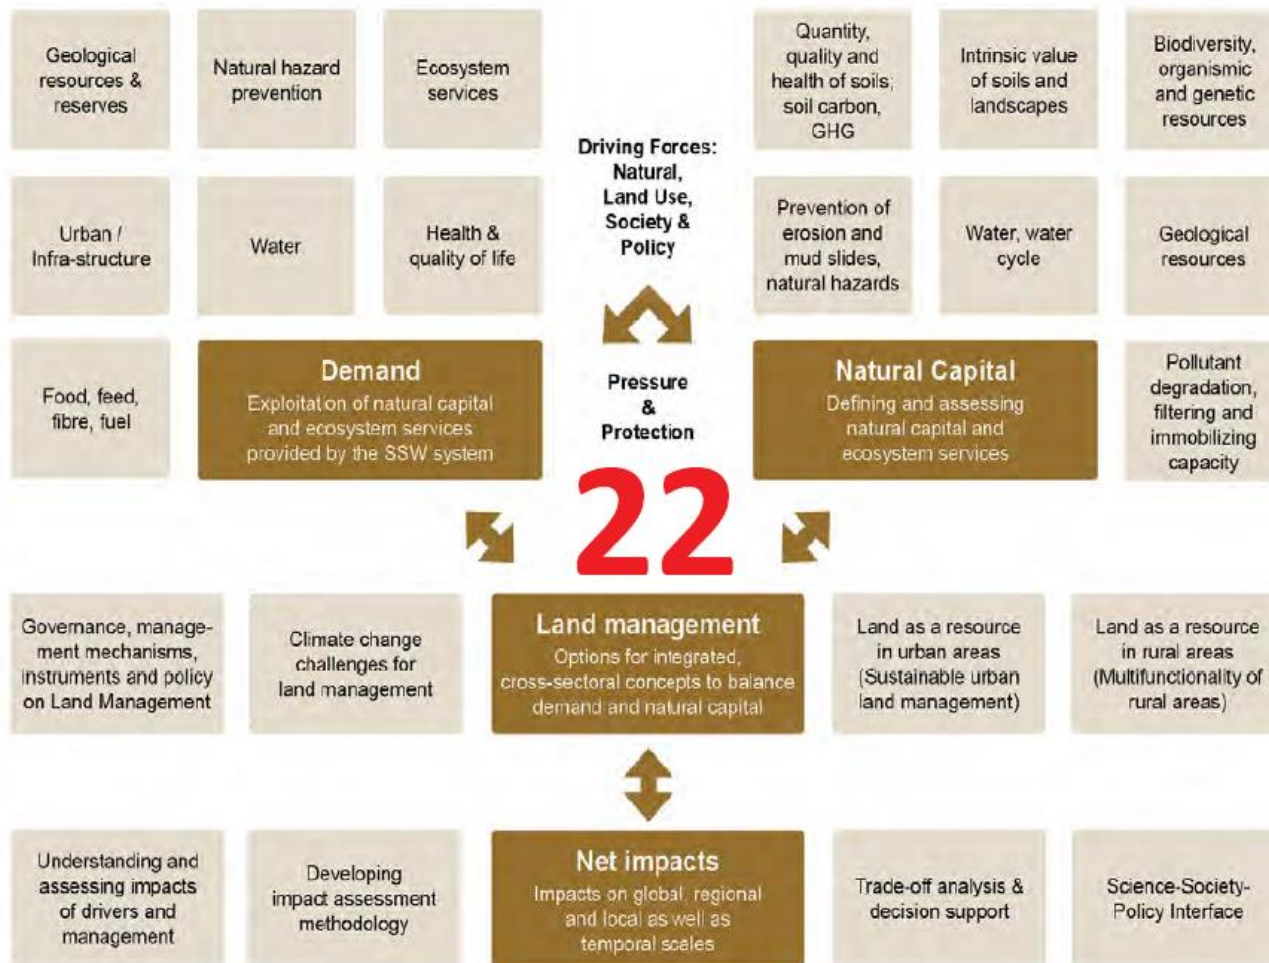 Geological
resources &
reserves
Natural hazard
prevention
Ecosystem
services
Driving Forces:
Natural,
Land Use,
Society &
Policy
Quantity,
quality and
health of soils;
soil carbon,
GHG
Intrinsic value
of soils and
landscapes
Biodiversity,
organismic
and genetic
resources
Urban /
Infra-structure
Water
Health &
quality of life
Prevention of
erosion and
mud slides,
natural hazards
Water, water
cycle
Geological
resources
Food, feed,
fibre, fuel
Demand
Exploitation of natural capital
and ecosystem services
provided by the SSW system
Pressure
&
Protection
Natural Capital
Defining and assessing
natural capital and
ecosystem services
Pollutant
degradation,
filtering and
immobilizing
capacity
22
Governance, manage-
ment mechanisms,
instruments and policy
on Land Management
Climate change
challenges for
land management
Land management
Options for integrated,
cross-sectoral concepts to balance
demand and natural capital
Land as a resource
in urban areas
(Sustainable urban
land management)
Land as a resource
in rural areas
(Multifunctionality of
rural areas)
Understanding and
assessing impacts
of drivers and
management
Developing
impact assessment
methodology
Net impacts
Impacts on global, regional
and local as well as
temporal scales
Trade-off analysis &
decision support
Science-Society-
Policy Interface